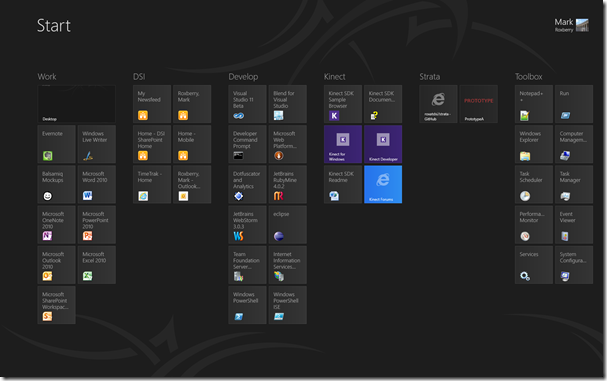 Start
Mark
Roxberry
Work
DSI
Develop
Kinect
Strata
Toolbox
Desktop
My
Newsfeed
Roxberry,
Mark
Visual
Studio 11
Beta
Blend for
Visual
Studio
Kinect SDK
Sample
Browser
Kinect SDK
Documen...
GitHub
PROTOTYPE
PrototypeA
Notepad+
+
Run
Evernote
Windows
Live Writer
Home - DSI
SharePoint
Home
Home -
Mobile
Developer
Command
Prompt
Microsoft
Web
Platform...
Kinect for
Windows
Kinect Developer
Windows
Explorer
Computer
Managem...
Balsamiq
Mockups
Microsoft
Word 2010
TimeTrak -
Home
Roxberry,
Mark -
Outlook...
Dotfuscator
and
Analytics
JetBrains
RubyMine
4.0.2
Kinect SDK
Readme
Kinect Forums
Task
Scheduler
Task
Manager
Microsoft
OneNote
2010
Microsoft
PowerPoint
2010
JetBrains
WebStorm
3.0.3
eclipse
Performa...
Monitor
Event
Viewer
Microsoft
Outlook
2010
Microsoft
Excel 2010
Team
Foundation
Server...
Internet
Information
Services...
Services
System
Configura...
Microsoft
SharePoint
Workspac...
Windows
PowerShell
Windows
PowerShell
ISE